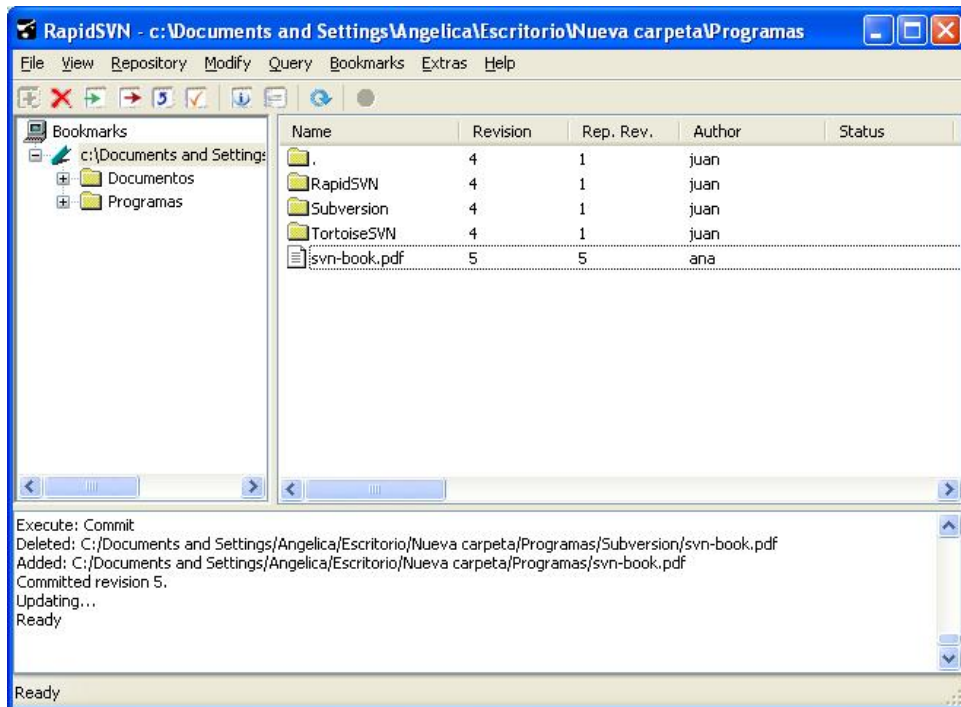 RapidSVN - c:\Documents and Settings\Angelica\Escritorio\Nueva carpeta\Programas
File View Repository Modify Query Bookmarks Extras Help
Bookmarks
c:\Documents and Settings
Documentos
Programas
Name Revision Rep. Rev. Author Status
. 4 1 juan
RapidSVN 4 1 juan
Subversion 4 1 juan
TortoiseSVN 4 1 juan
svn-book.pdf 5 5 ana
Execute: Commit
Deleted: C:/Documents and Settings/Angelica/Escritorio/Nueva carpeta/Programas/Subversion/svn-book.pdf
Added: C:/Documents and Settings/Angelica/Escritorio/Nueva carpeta/Programas/svn-book.pdf
Committed revision 5.
Updating...
Ready
Ready